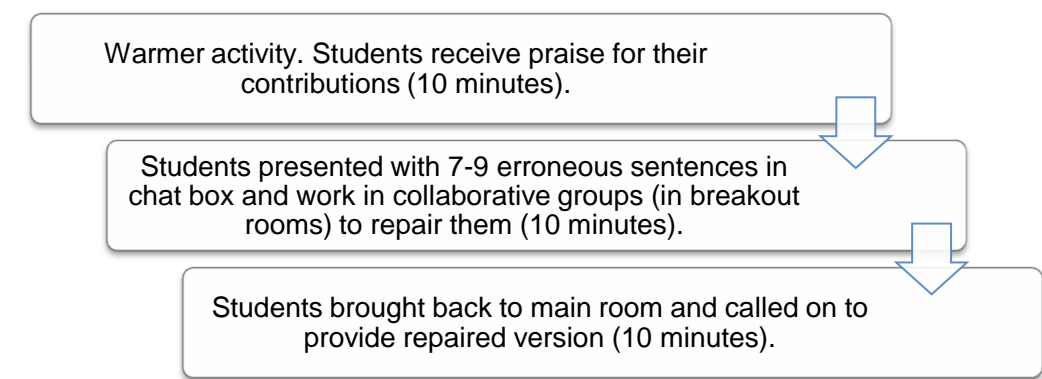 Warmer activity. Students receive praise for their
contributions (10 minutes).
Students presented with 7-9 erroneous sentences in
chat box and work in collaborative groups (in breakout
rooms) to repair them (10 minutes).
Students brought back to main room and called on to
provide repaired version (10 minutes).